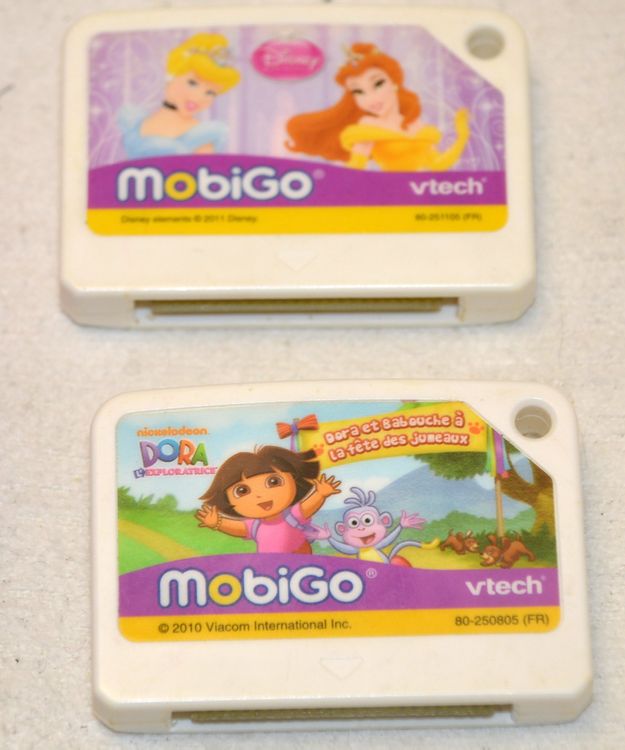 Disney
MobiGo®
vtech®
Disney elements © 2011 Disney.
80-251105 (FR)
nickelodeon
DORA
L'EXPLORATRICE
Dora et Babouche à
la fête des jumeaux
MobiGo®
vtech®
© 2010 Viacom International Inc.
80-250805 (FR)